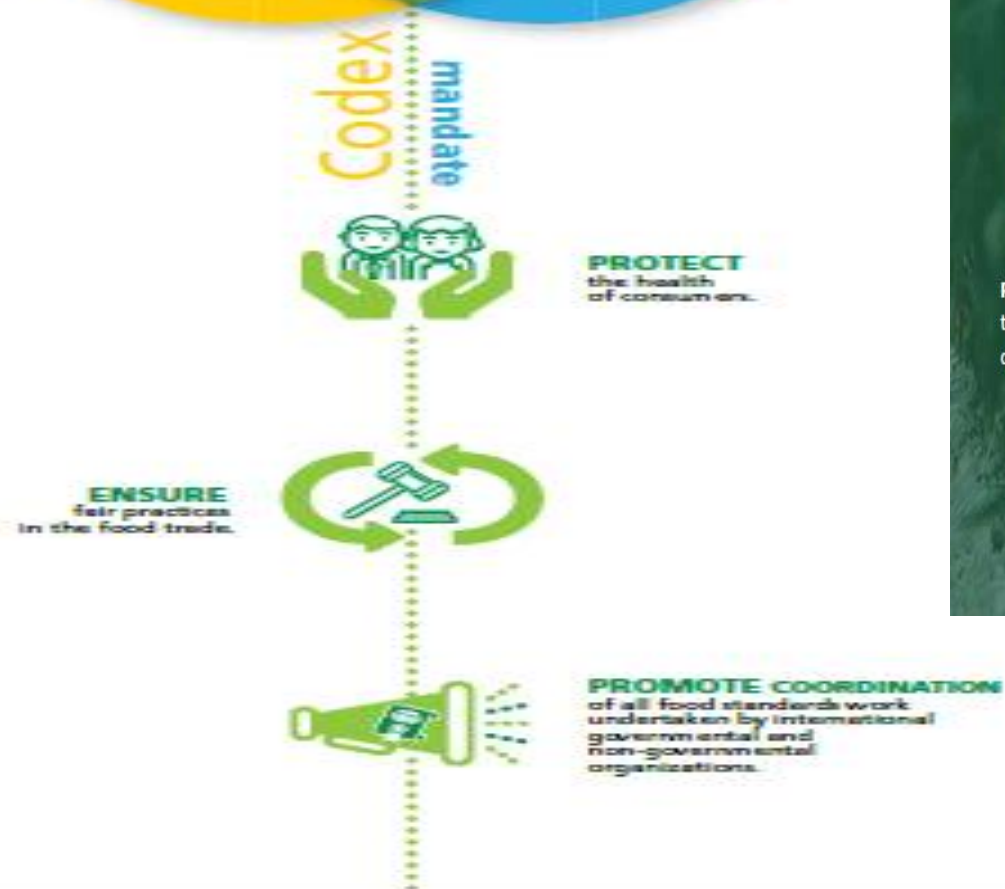 Codex
mandate
PROTECT
the health
of consumers.
ENSURE
fair practices
in the food trade.
PROMOTE COORDINATION
of all food standards work
undertaken by international
governmental and
non-governmental
organizations.